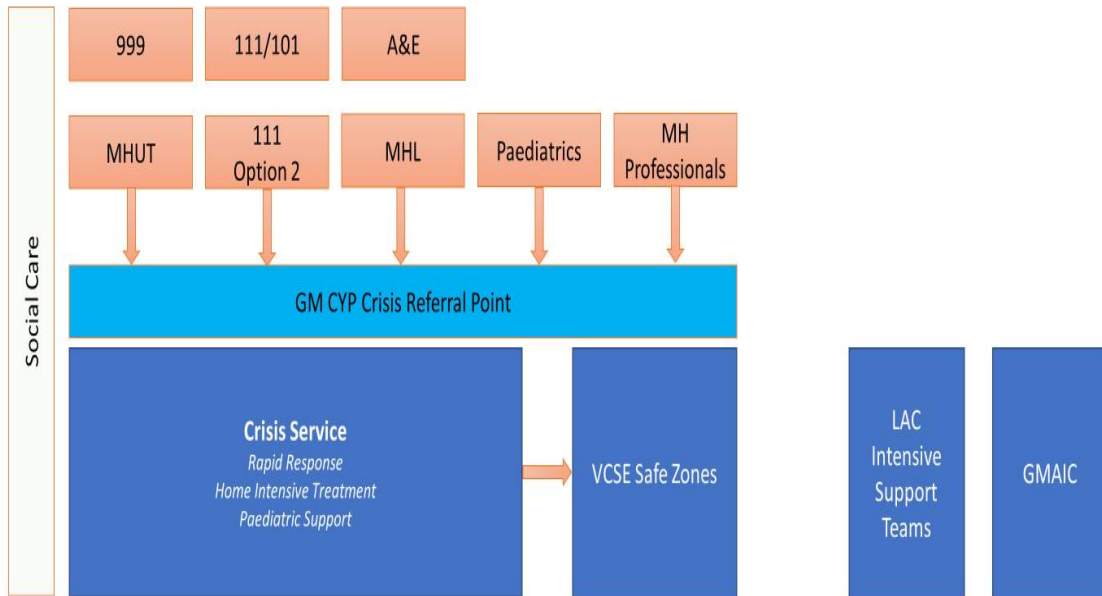 Social Care
999
111/101
A&E
MHUT
111
Option 2
MHL
Paediatrics
MH
Professionals
GM CYP Crisis Referral Point
Crisis Service
Rapid Response
Home Intensive Treatment
Paediatric Support
VCSE Safe Zones
LAC
Intensive
Support
Teams
GMAIC